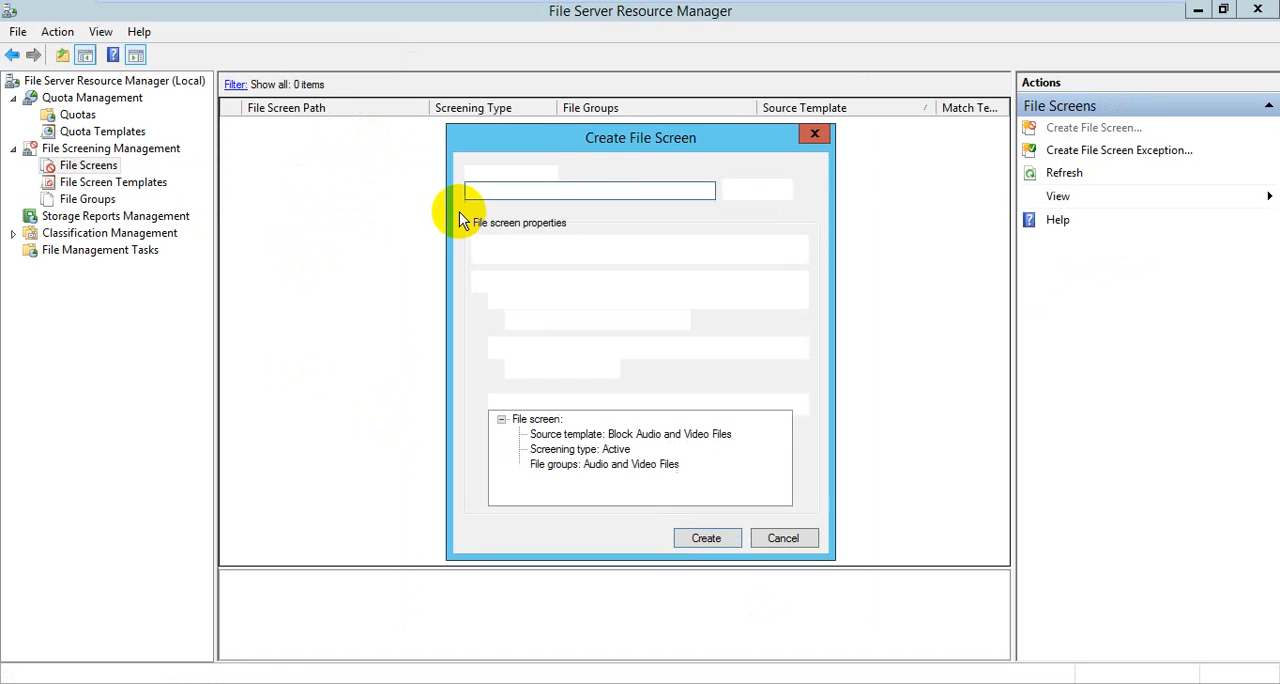 File Server Resource Manager
File Action View Help
File Server Resource Manager (Local)
Quota Management
Quotas
Quota Templates
File Screening Management
File Screens
File Screen Templates
File Groups
Storage Reports Management
Classification Management
File Management Tasks
Filter: Show all: 0 items
File Screen Path Screening Type File Groups Source Template Match Te...
Create File Screen
File screen properties
File screen:
Source template: Block Audio and Video Files
Screening type: Active
File groups: Audio and Video Files
Create Cancel
Actions
File Screens
Create File Screen...
Create File Screen Exception...
Refresh
View
Help